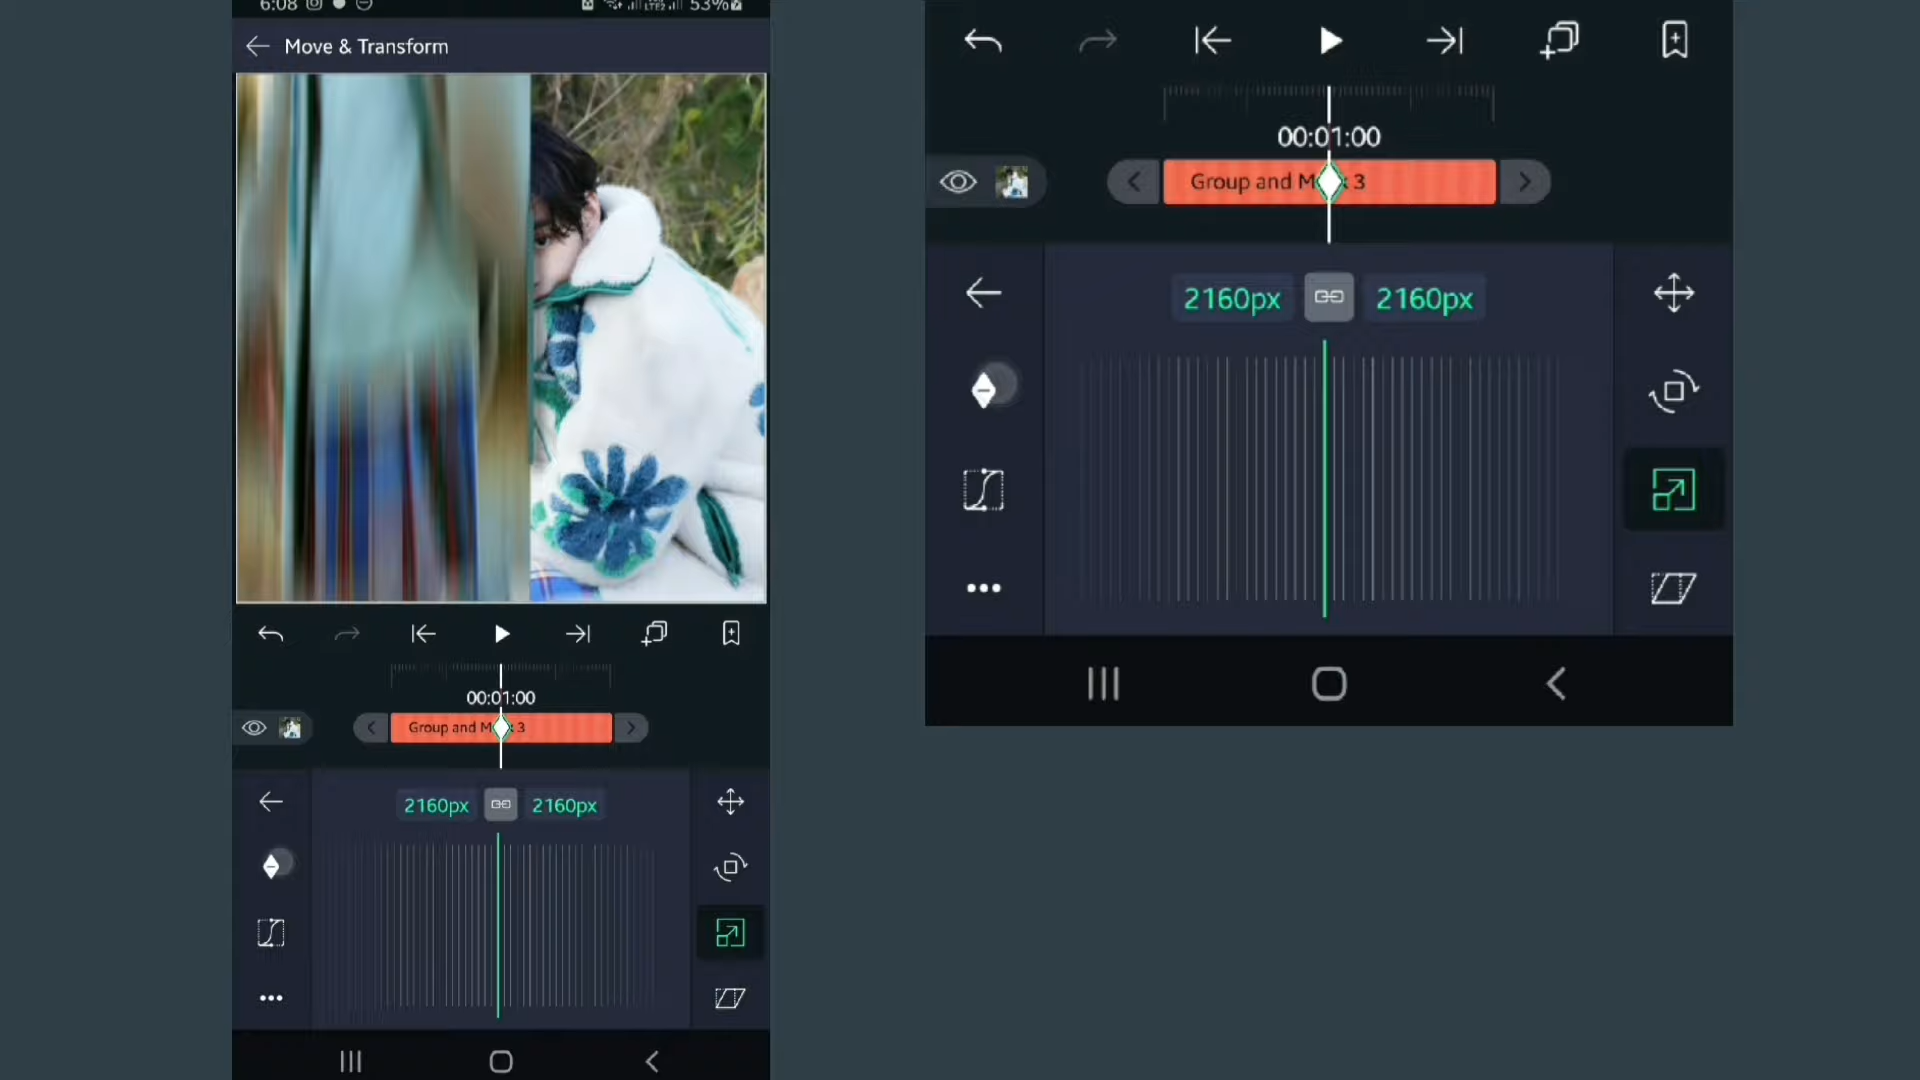 6:08
LTE2 53%
Move & Transform
00:01:00
Group and M 3
2160px 2160px
00:01:00
Group and M 3
2160px 2160px